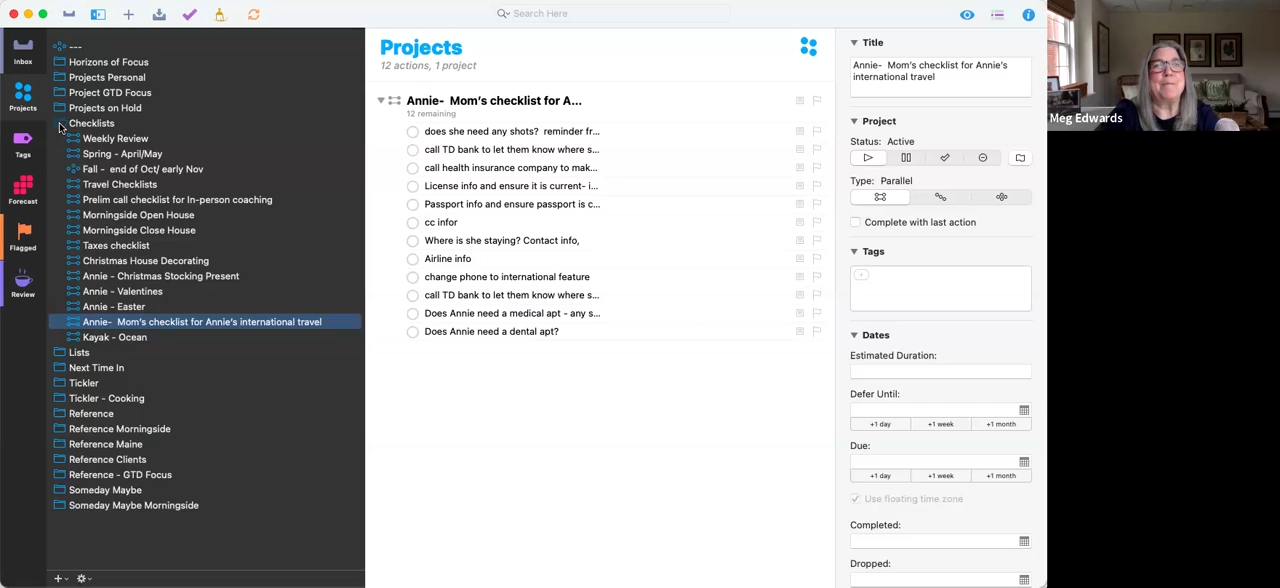 Search Here
Inbox
Projects
Tags
Forecast
Flagged
Review
---
Horizons of Focus
Projects Personal
Project GTD Focus
Projects on Hold
Checklists
Weekly Review
Spring - April/May
Fall - end of Oct/ early Nov
Travel Checklists
Prelim call checklist for In-person coaching
Morningside Open House
Morningside Close House
Taxes checklist
Christmas House Decorating
Annie - Christmas Stocking Present
Annie - Valentines
Annie - Easter
Annie- Mom's checklist for Annie's international travel
Kayak - Ocean
Lists
Next Time In
Tickler
Tickler - Cooking
Reference
Reference Morningside
Reference Maine
Reference Clients
Reference - GTD Focus
Someday Maybe
Someday Maybe Morningside
Projects
12 actions, 1 project
Annie- Mom's checklist for A...
12 remaining
does she need any shots? reminder fr...
call TD bank to let them know where s...
call health insurance company to mak...
License info and ensure it is current- i...
Passport info and ensure passport is c...
cc infor
Where is she staying? Contact info,
Airline info
change phone to international feature
call TD bank to let them know where s...
Does Annie need a medical apt - any s...
Does Annie need a dental apt?
Title
Annie- Mom's checklist for Annie's
international travel
Project
Status: Active
Type: Parallel
Complete with last action
Tags
Dates
Estimated Duration:
Defer Until:
+1 day +1 week +1 month
Due:
+1 day +1 week +1 month
Use floating time zone
Completed:
Dropped:
Meg Edwards